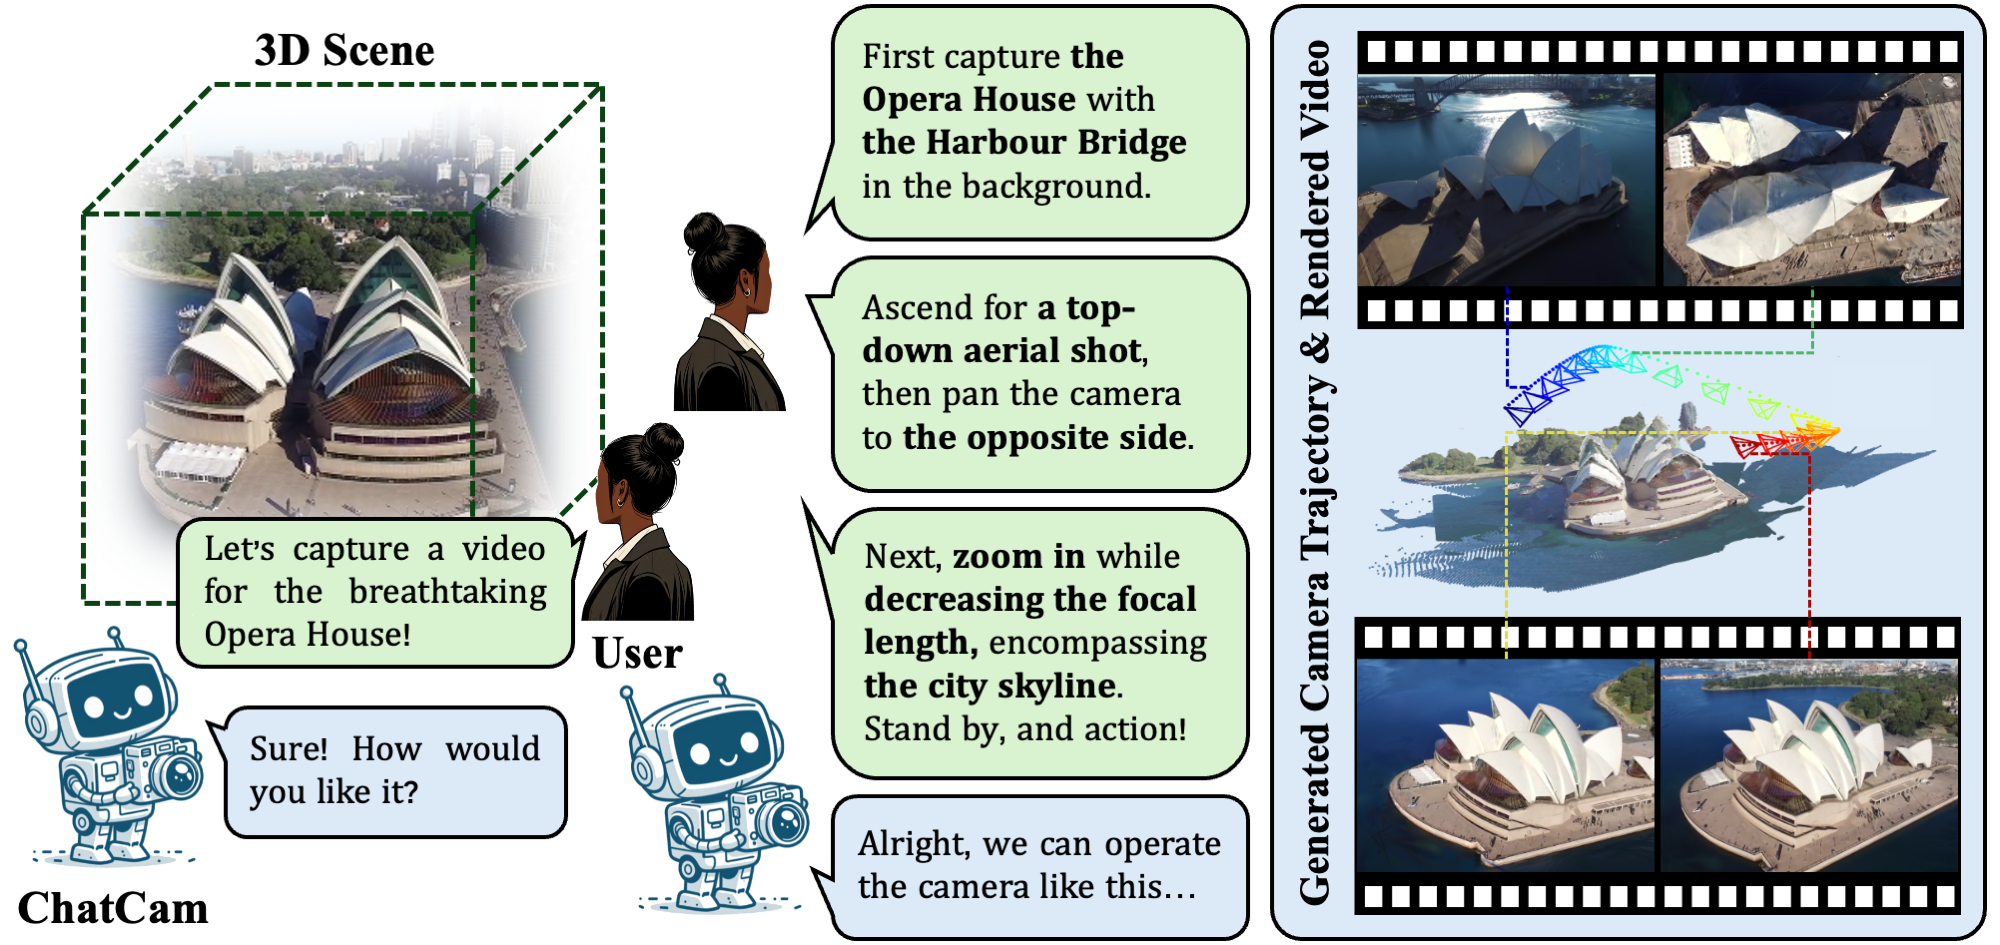 3D Scene
Let's capture a video
for the breathtaking
Opera House!
User
Sure! How would
you like it?
ChatCam
First capture the
Opera House with
the Harbour Bridge
in the background.
Ascend for a top-
down aerial shot,
then pan the camera
to the opposite side.
Next, zoom in while
decreasing the focal
length, encompassing
the city skyline.
Stand by, and action!
Alright, we can operate
the camera like this...
Generated Camera Trajectory & Rendered Video